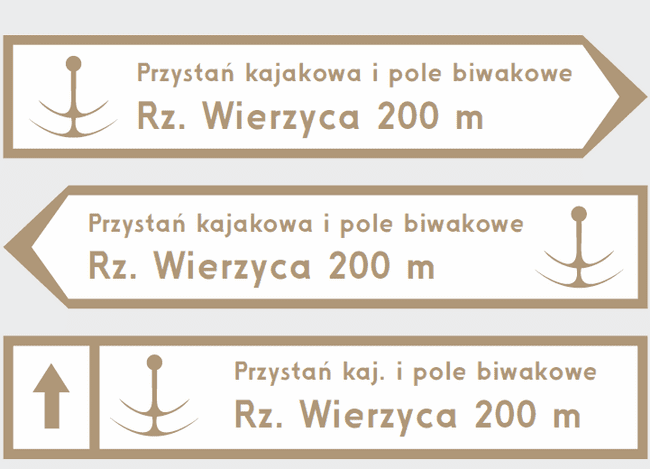 Przystań kajakowa i pole biwakowe
Rz. Wierzyca 200 m
Przystań kajakowa i pole biwakowe
Rz. Wierzyca 200 m
Przystań kaj. i pole biwakowe
Rz. Wierzyca 200 m